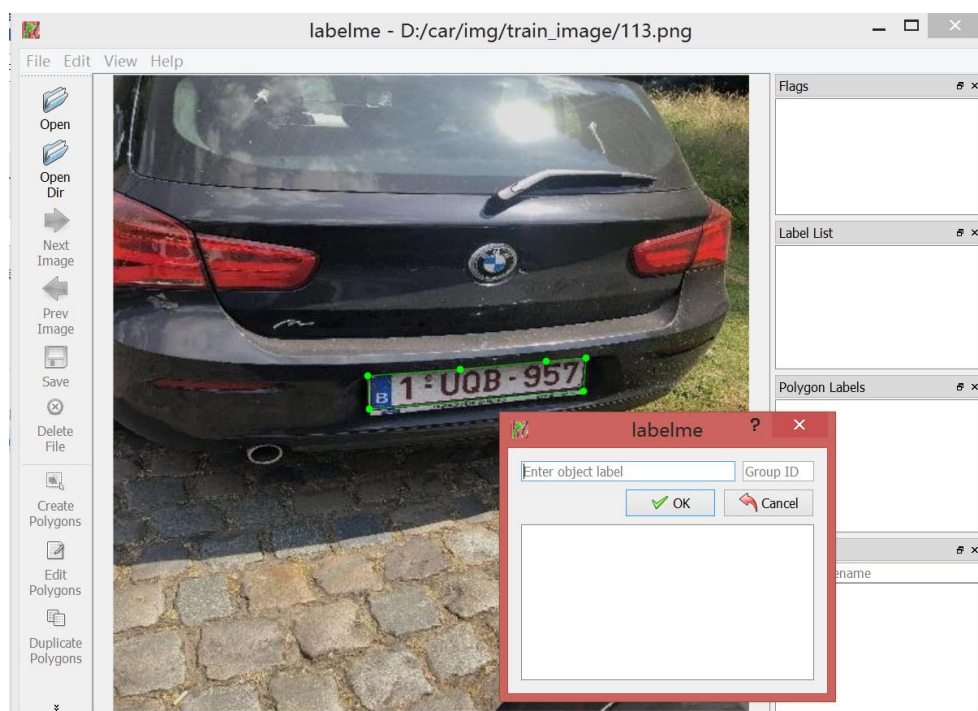 labelme - D:/car/img/train_image/113.png
File Edit View Help
Open
Open
Dir
Next
Image
Prev
Image
Save
Delete
File
Create
Polygons
Edit
Polygons
Duplicate
Polygons
B 1-UQB-957
Flags
Label List
Polygon Labels
ename
labelme ?
Enter object label
Group ID
OK
Cancel